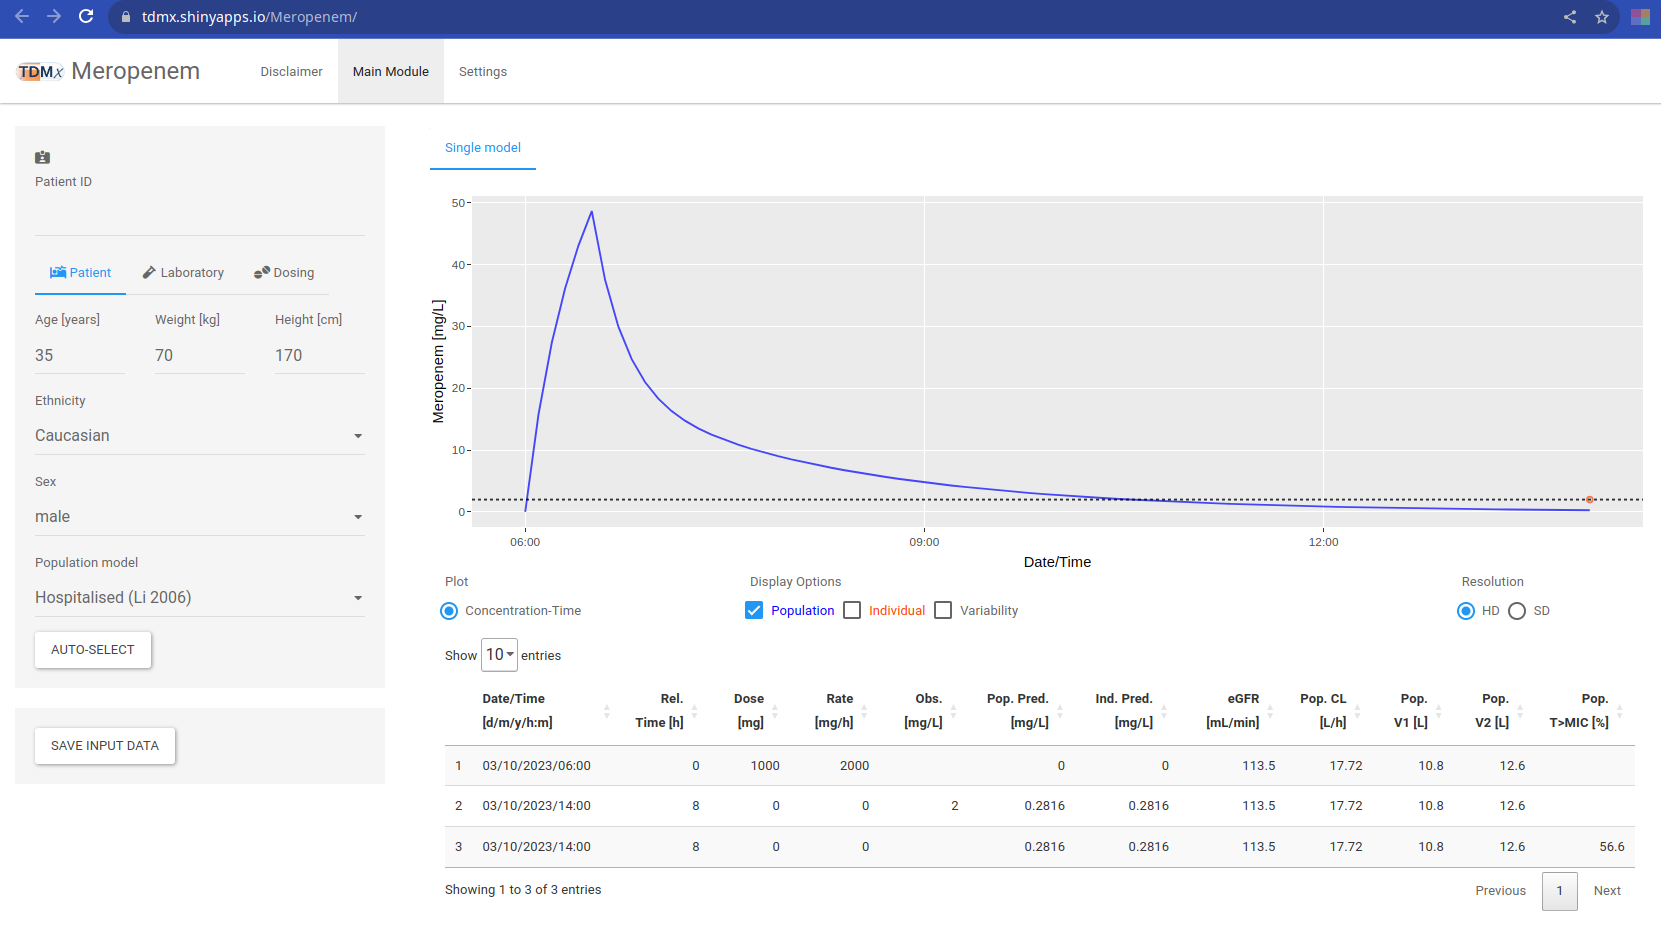 tdmx.shinyapps.io/Meropenem/
TDMx Meropenem Disclaimer Main Module Settings
Patient ID
Patient Laboratory Dosing
Age [years] Weight [kg] Height [cm]
35 70 170
Ethnicity
Caucasian
Sex
male
Population model
Hospitalised (Li 2006)
AUTO-SELECT
SAVE INPUT DATA
Single model
50
40
30
20
10
0
Meropenem [mg/L]
06:00 09:00 12:00
Date/Time
Plot Display Options Resolution
Concentration-Time Population Individual Variability HD SD
Show 10 entries
Date/Time Rel. Dose Rate Obs. Pop. Pred. Ind. Pred. eGFR Pop. CL Pop. Pop. Pop.
[d/m/y/h:m] Time [h] [mg] [mg/h] [mg/L] [mg/L] [mg/L] [mL/min] [L/h] V1 [L] V2 [L] T>MIC [%]
1 03/10/2023/06:00 0 1000 2000 0 0 113.5 17.72 10.8 12.6
2 03/10/2023/14:00 8 0 0 2 0.2816 0.2816 113.5 17.72 10.8 12.6
3 03/10/2023/14:00 8 0 0 0.2816 0.2816 113.5 17.72 10.8 12.6 56.6
Showing 1 to 3 of 3 entries
Previous 1 Next